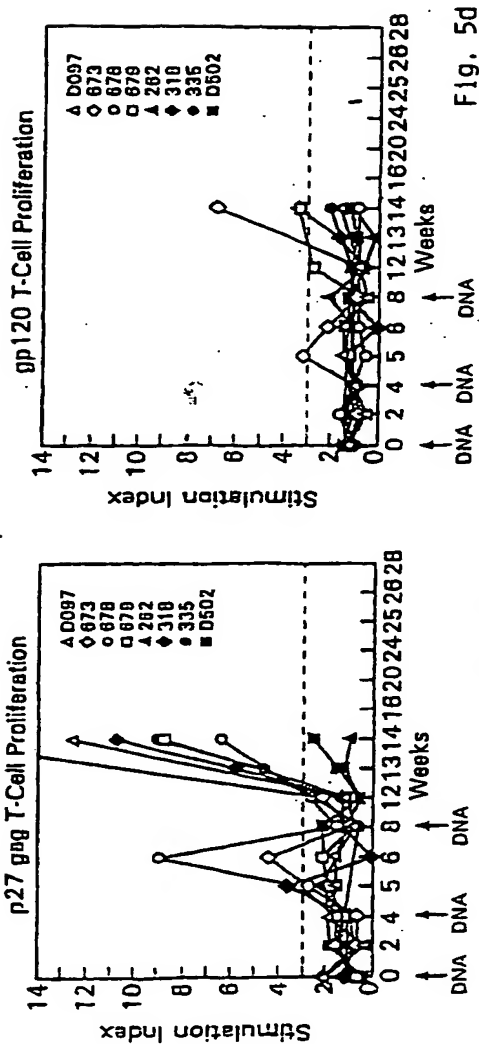 p27 gag T-Cell Proliferation
Stimulation Index
14
12
10
8
6
4
2
0
D097
673
678
679
262
318
335
D502
0 2 4 5 6 8 12 13 14 16 20 24 25 26 28
Weeks
DNA DNA DNA
gp120 T-Cell Proliferation
Stimulation Index
14
12
10
8
6
4
2
0
D097
673
678
679
262
318
335
D502
0 2 4 5 6 8 12 13 14 16 20 24 25 26 28
Weeks
DNA DNA DNA
Fig. 5d